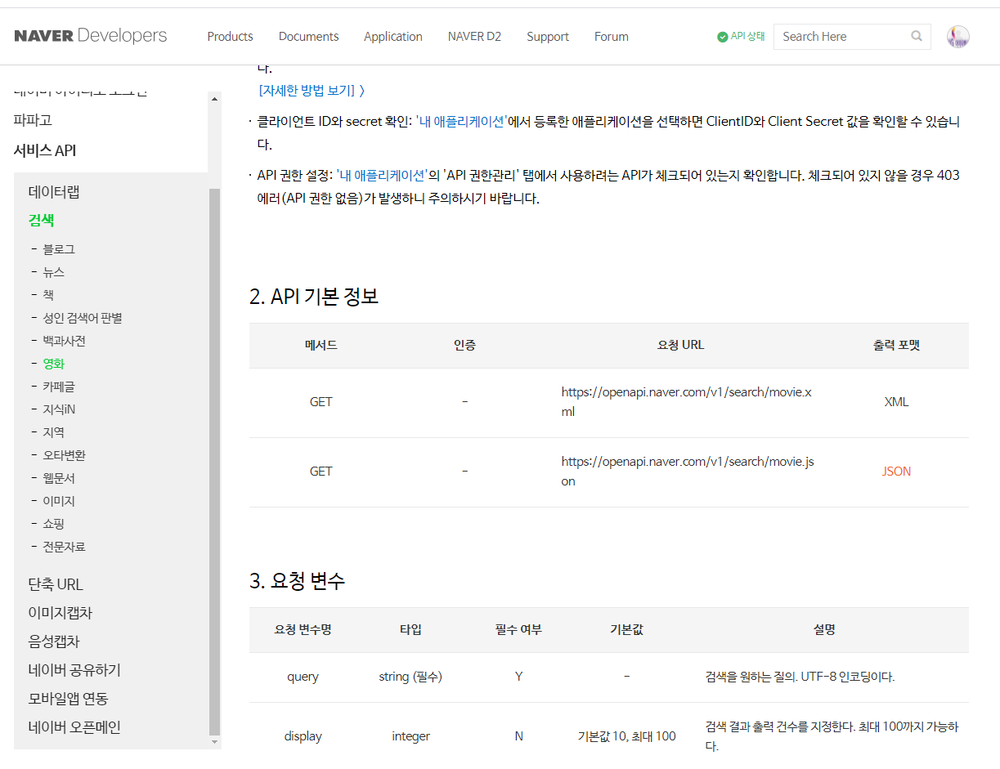 NAVER Developers
Products
Documents
Application
NAVER D2
Support
Forum
API 상태
Search Here
파파고
서비스 API
데이터랩
검색
- 블로그
- 뉴스
- 책
- 성인 검색어 판별
- 백과사전
- 영화
- 카페글
- 지식iN
- 지역
- 오타변환
- 웹문서
- 이미지
- 쇼핑
- 전문자료
단축 URL
이미지캡차
음성캡차
네이버 공유하기
모바일앱 연동
네이버 오픈메인
다.
[자세한 방법 보기] 〉
· 클라이언트 ID와 secret 확인: '내 애플리케이션'에서 등록한 애플리케이션을 선택하면 ClientID와 Client Secret 값을 확인할 수 있습니
다.
· API 권한 설정: '내 애플리케이션'의 'API 권한관리' 탭에서 사용하려는 API가 체크되어 있는지 확인합니다. 체크되어 있지 않을 경우 403
에러(API 권한 없음)가 발생하니 주의하시기 바랍니다.
2. API 기본 정보
메서드 인증 요청 URL 출력 포맷
GET - https://openapi.naver.com/v1/search/movie.x
ml XML
GET - https://openapi.naver.com/v1/search/movie.js
on JSON
3. 요청 변수
요청 변수명 타입 필수 여부 기본값 설명
query string (필수) Y - 검색을 원하는 질의. UTF-8 인코딩이다.
display integer N 기본값 10, 최대 100 검색 결과 출력 건수를 지정한다. 최대 100까지 가능하
다.